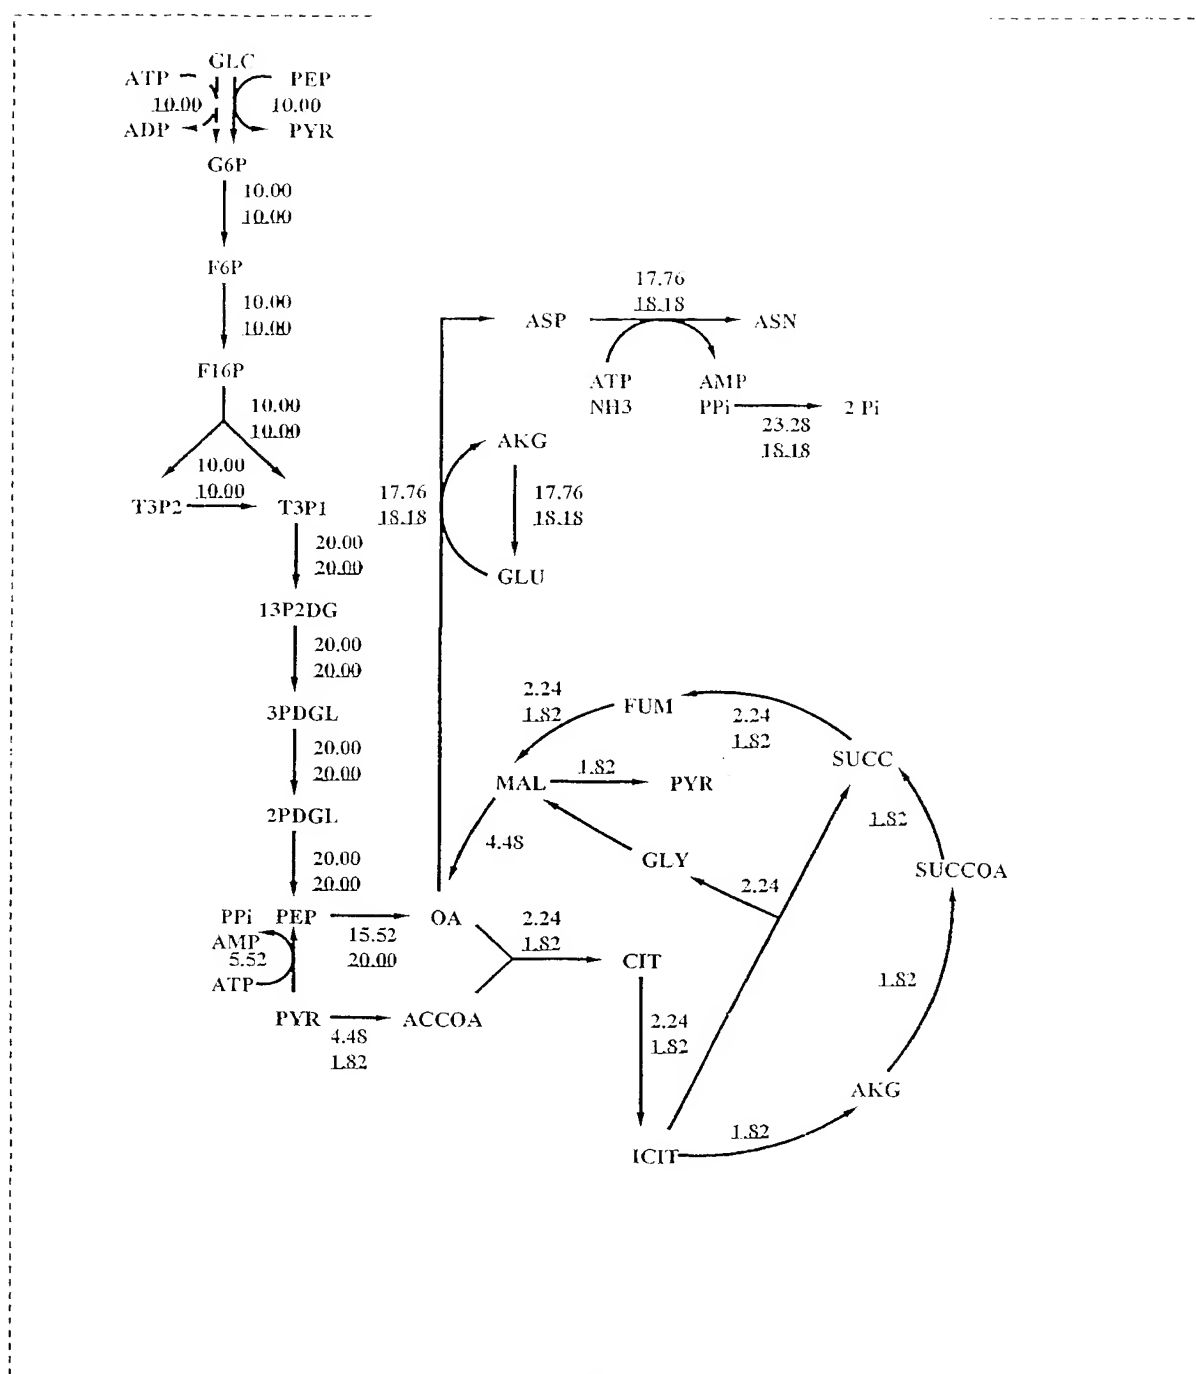 GLC
ATP PEP
10.00 10.00
ADP PYR
G6P
10.00
10.00
F6P
10.00
10.00
F16P
10.00
10.00
10.00
10.00
T3P2 T3P1
20.00
20.00
13P2DG
20.00
20.00
3PDGL
20.00
20.00
2PDGL
20.00
20.00
PPi PEP
AMP
5.52
ATP
15.52
20.00
OA
PYR
4.48
1.82
ACCOA
17.76
18.18
AKG
17.76
18.18
GLU
ASP
17.76
18.18
ASN
ATP AMP
NH3 PPi 2 Pi
23.28
18.18
2.24
1.82
FUM
2.24
1.82
SUCC
MAL
1.82
PYR
1.82
4.48
GLY
SUCCOA
2.24
2.24
1.82
CIT
1.82
2.24
1.82
AKG
1.82
ICIT